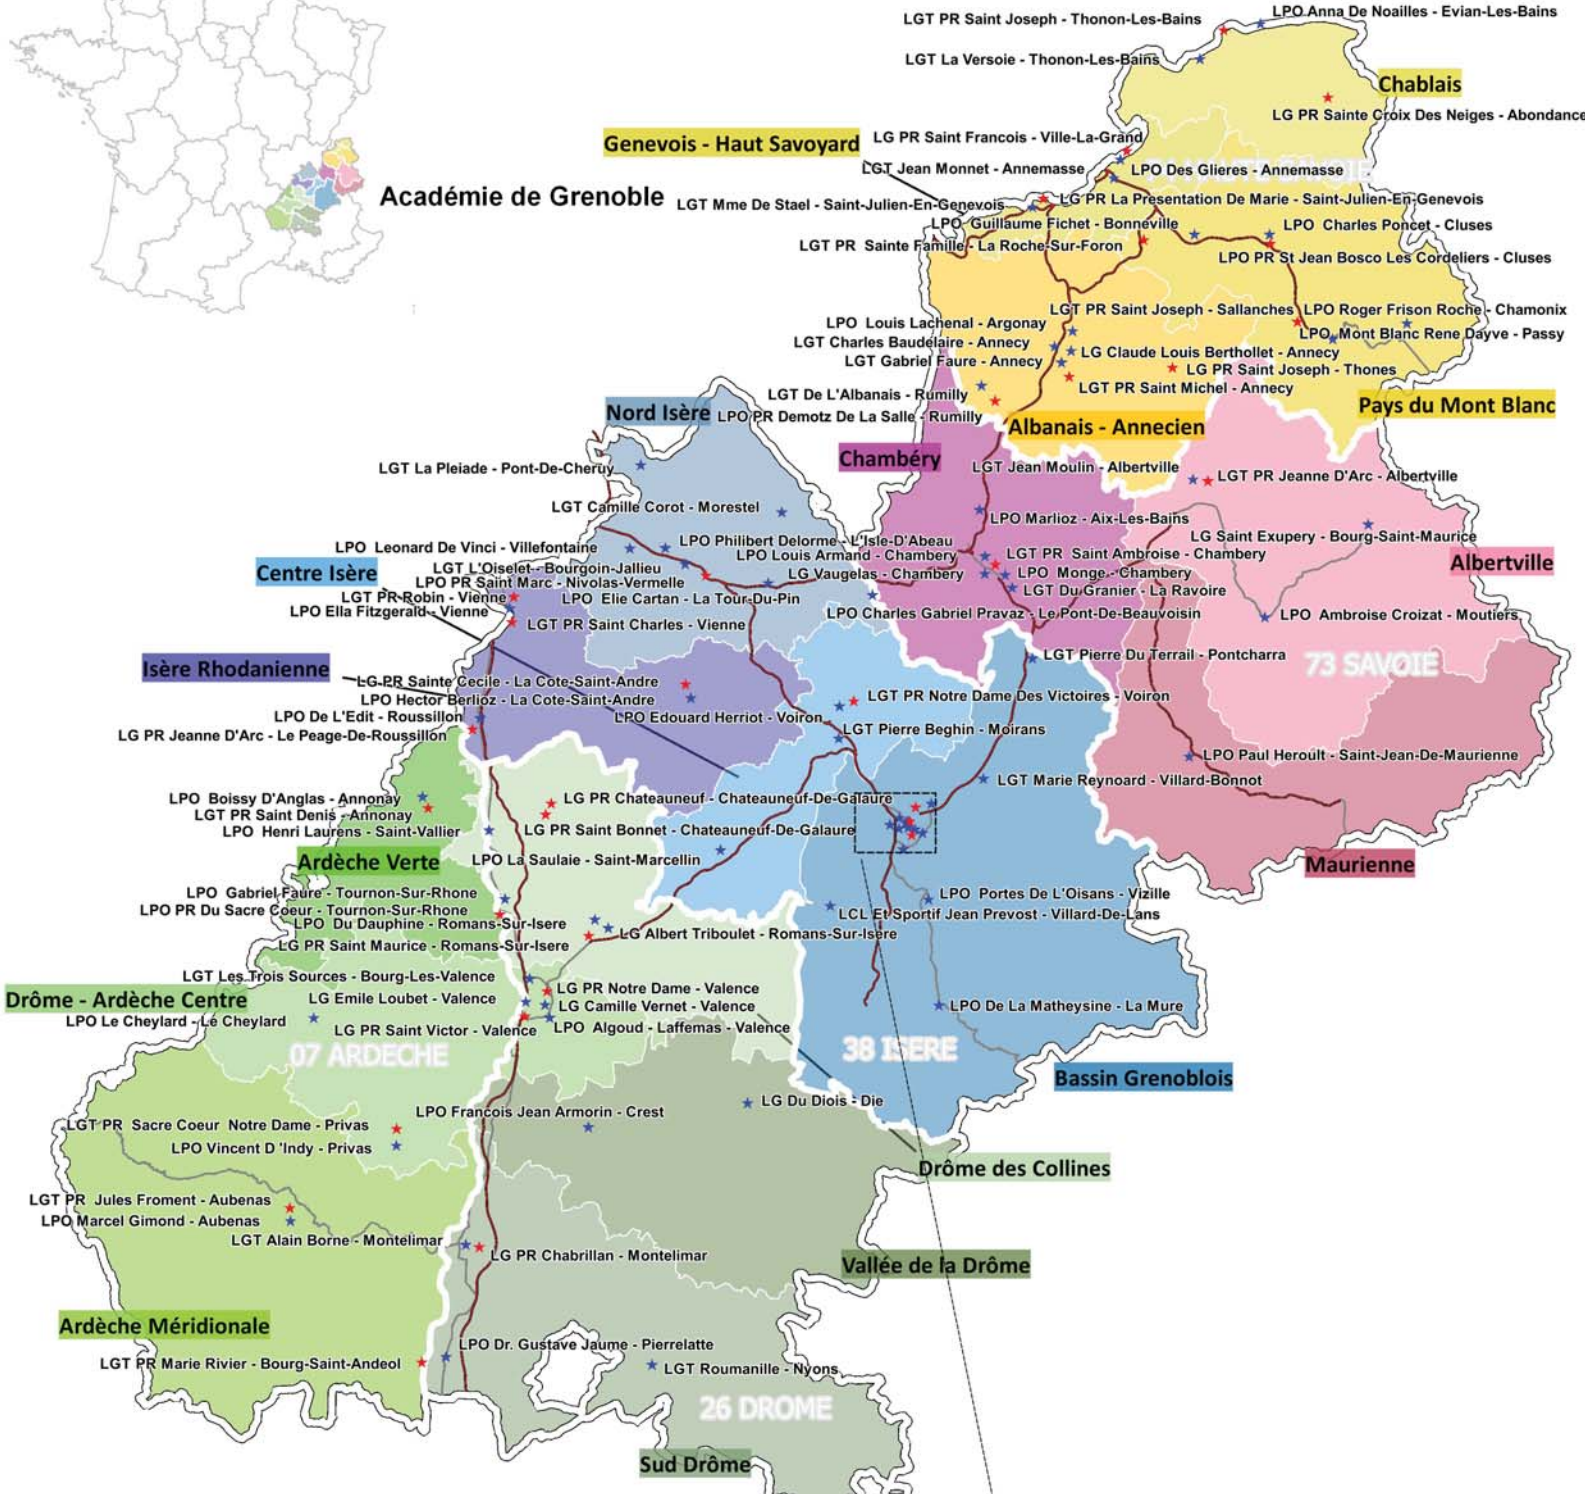 LPO Anna De Noailles - Evian-Les-Bains
LGT PR Saint Joseph - Thonon-Les-Bains
LGT La Versoie - Thonon-Les-Bains
Chablais
LG PR Sainte Croix Des Neiges - Abondance
Genevois - Haut Savoyard
LG PR Saint Francois - Ville-La-Grand
74 HAUTE SAVOIE
LGT Jean Monnet - Annemasse
LPO Des Glieres - Annemasse
Académie de Grenoble
LGT Mme De Stael - Saint-Julien-En-Genevois
LG PR La Presentation De Marie - Saint-Julien-En-Genevois
LPO Guillaume Fichet - Bonneville
LPO Charles Poncet - Cluses
LGT PR Sainte Famille - La Roche-Sur-Foron
LPO PR St Jean Bosco Les Cordeliers - Cluses
LGT PR Saint Joseph - Sallanches
LPO Roger Frison Roche - Chamonix
LPO Louis Lachenal - Argonay
LPO Mont Blanc Rene Dayve - Passy
LGT Charles Baudelaire - Annecy
LG Claude Louis Berthollet - Annecy
LGT Gabriel Faure - Annecy
LG PR Saint Joseph - Thones
LGT PR Saint Michel - Annecy
LGT De L'Albanais - Rumilly
Pays du Mont Blanc
Nord Isère
LPO PR Demotz De La Salle - Rumilly
Albanais - Annecien
Chambéry
LGT La Pleiade - Pont-De-Cheruy
LGT Jean Moulin - Albertville
LGT PR Jeanne D'Arc - Albertville
LGT Camille Corot - Morestel
LPO Marlioz - Aix-Les-Bains
LG Saint Exupery - Bourg-Saint-Maurice
LPO Leonard De Vinci - Villefontaine
LPO Philibert Delorme - L'Isle-D'Abeau
LPO Louis Armand - Chambery
LGT PR Saint Ambroise - Chambery
Albertville
Centre Isère
LGT L'Oiselet - Bourgoin-Jallieu
LG Vaugelas - Chambery
LPO Monge - Chambery
LPO PR Saint Marc - Nivolas-Vermelle
LGT Du Granier - La Ravoire
LGT PR Robin - Vienne
LPO Elie Cartan - La Tour-Du-Pin
LPO Ella Fitzgerald - Vienne
LPO Charles Gabriel Pravaz - Le Pont-De-Beauvoisin
LPO Ambroise Croizat - Moutiers
LGT PR Saint Charles - Vienne
LGT Pierre Du Terrail - Pontcharra
73 SAVOIE
Isère Rhodanienne
LG PR Sainte Cecile - La Cote-Saint-Andre
LPO Hector Berlioz - La Cote-Saint-Andre
LGT PR Notre Dame Des Victoires - Voiron
LPO De L'Edit - Roussillon
LPO Edouard Herriot - Voiron
LG PR Jeanne D'Arc - Le Peage-De-Roussillon
LGT Pierre Beghin - Moirans
LPO Paul Heroult - Saint-Jean-De-Maurienne
LGT Marie Reynoard - Villard-Bonnot
LPO Boissy D'Anglas - Annonay
LG PR Chateauneuf - Chateauneuf-De-Galaure
LGT PR Saint Denis - Annonay
LPO Henri Laurens - Saint-Vallier
LG PR Saint Bonnet - Chateauneuf-De-Galaure
Ardèche Verte
LPO La Saulaie - Saint-Marcellin
Maurienne
LPO Gabriel Faure - Tournon-Sur-Rhone
LPO Portes De L'Oisans - Vizille
LPO PR Du Sacre Coeur - Tournon-Sur-Rhone
LCL Et Sportif Jean Prevost - Villard-De-Lans
LPO Du Dauphine - Romans-Sur-Isere
LG Albert Triboulet - Romans-Sur-Isere
LG PR Saint Maurice - Romans-Sur-Isere
LGT Les Trois Sources - Bourg-Les-Valence
LG PR Notre Dame - Valence
Drôme - Ardèche Centre
LG Emile Loubet - Valence
LG Camille Vernet - Valence
LPO De La Matheysine - La Mure
LPO Le Cheylard - Le Cheylard
LG PR Saint Victor - Valence
LPO Algoud - Laffemas - Valence
07 ARDECHE
38 ISERE
Bassin Grenoblois
LG Du Diois - Die
LPO Francois Jean Armorin - Crest
LGT PR Sacre Coeur Notre Dame - Privas
LPO Vincent D 'Indy - Privas
Drôme des Collines
LGT PR Jules Froment - Aubenas
LPO Marcel Gimond - Aubenas
LGT Alain Borne - Montelimar
LG PR Chabrillan - Montelimar
Vallée de la Drôme
Ardèche Méridionale
LPO Dr. Gustave Jaume - Pierrelatte
LGT PR Marie Rivier - Bourg-Saint-Andeol
LGT Roumanille - Nyons
26 DROME
Sud Drôme